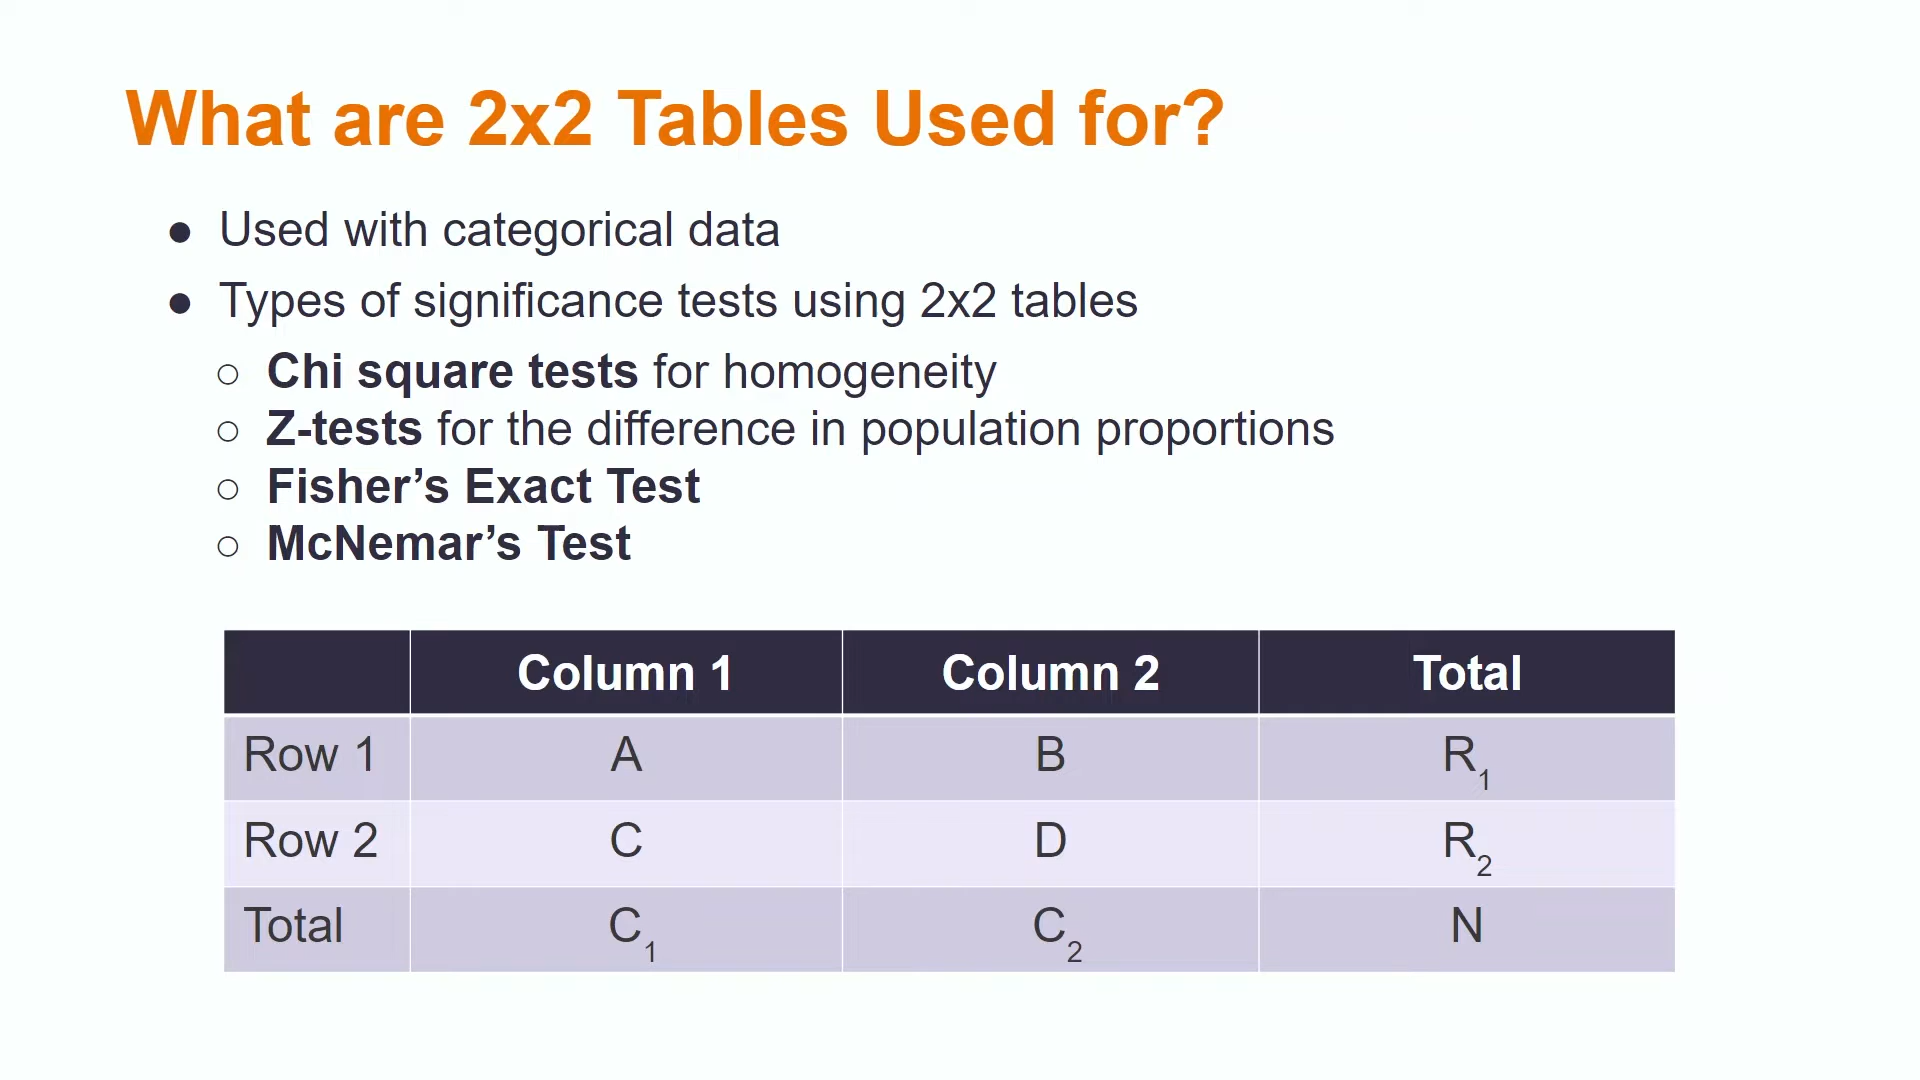 What are 2x2 Tables Used for?
● Used with categorical data
● Types of significance tests using 2x2 tables
○ Chi square tests for homogeneity
○ Z-tests for the difference in population proportions
○ Fisher’s Exact Test
○ McNemar’s Test
Column 1 Column 2 Total
Row 1 A B R₁
Row 2 C D R₂
Total C₁ C₂ N